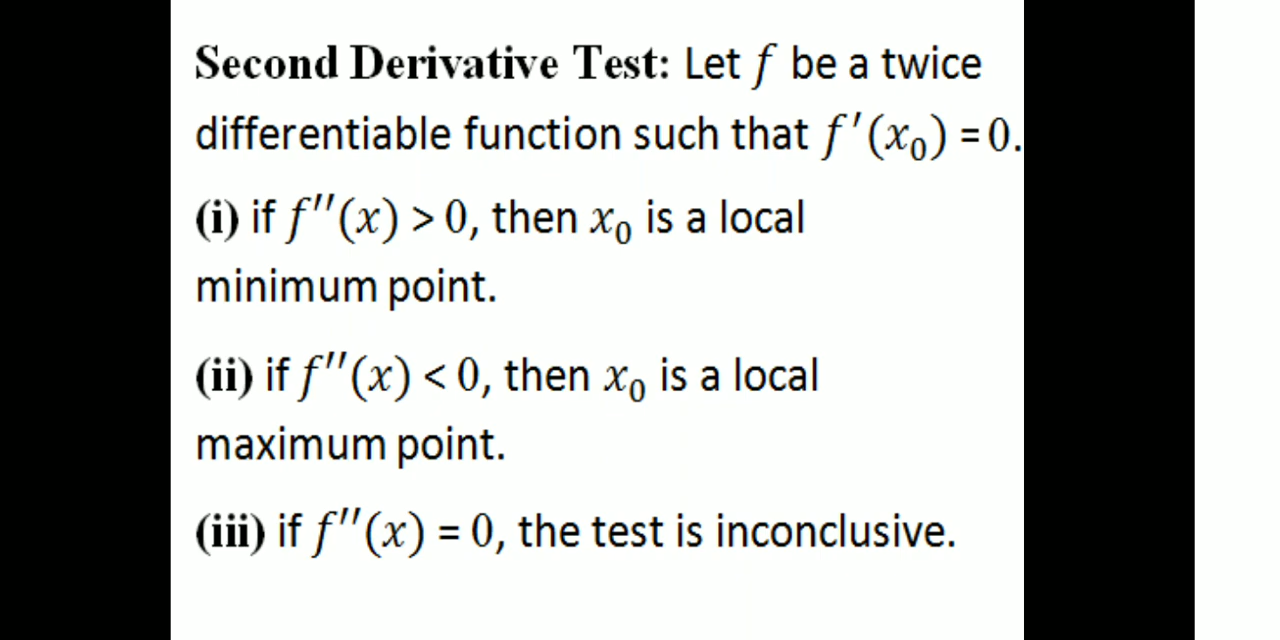 Second Derivative Test: Let f be a twice
differentiable function such that f′(x₀) = 0.
(i) if f″(x) > 0, then x₀ is a local
minimum point.
(ii) if f″(x) < 0, then x₀ is a local
maximum point.
(iii) if f″(x) = 0, the test is inconclusive.